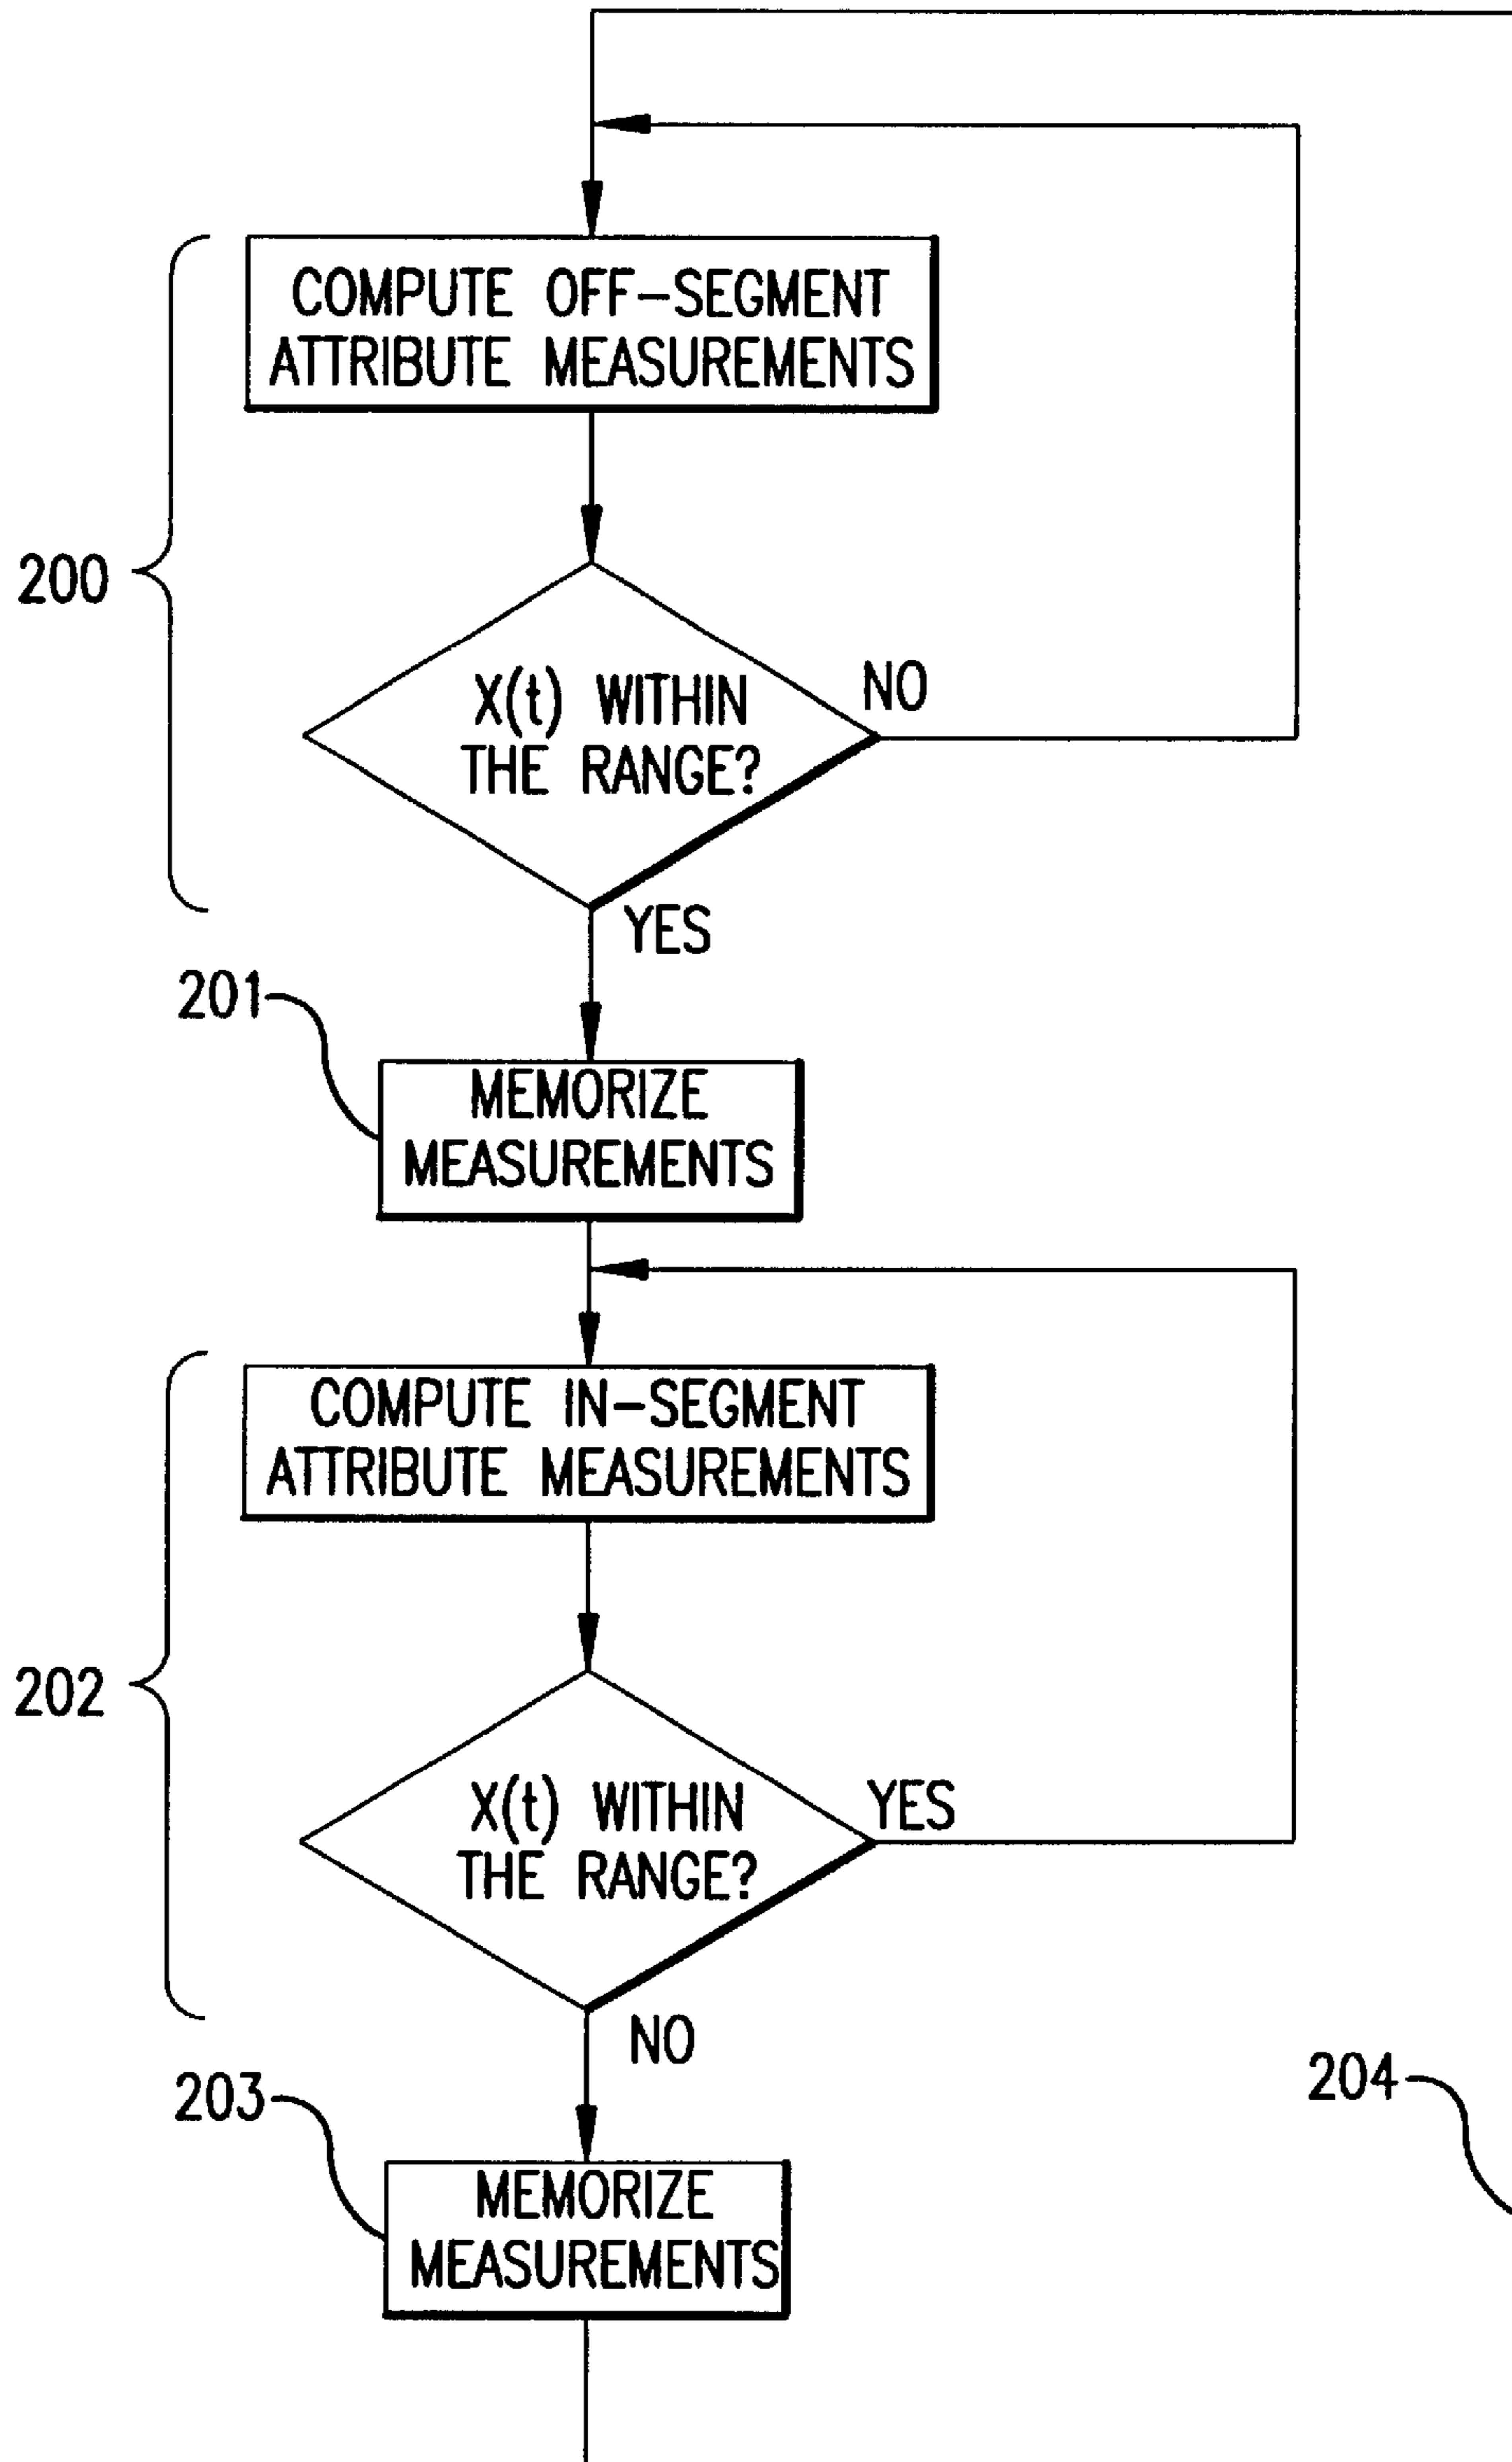 COMPUTE OFF-SEGMENT
ATTRIBUTE MEASUREMENTS
200
X(t) WITHIN
THE RANGE?
NO
YES
201
MEMORIZE
MEASUREMENTS
COMPUTE IN-SEGMENT
ATTRIBUTE MEASUREMENTS
202
X(t) WITHIN
THE RANGE?
YES
NO
203
204
MEMORIZE
MEASUREMENTS